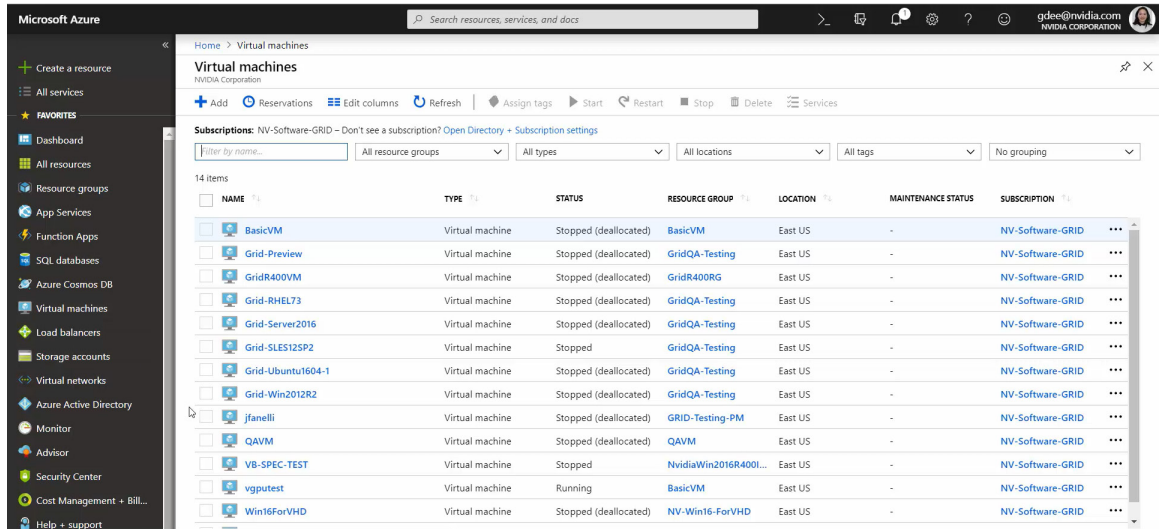 Microsoft Azure
Search resources, services, and docs
1
gdee@nvidia.com
NVIDIA CORPORATION
Create a resource
All services
FAVORITES
Dashboard
All resources
Resource groups
App Services
Function Apps
SQL databases
Azure Cosmos DB
Virtual machines
Load balancers
Storage accounts
Virtual networks
Azure Active Directory
Monitor
Advisor
Security Center
Cost Management + Bill...
Help + support
Home > Virtual machines
Virtual machines
NVIDIA Corporation
Add Reservations Edit columns Refresh Assign tags Start Restart Stop Delete Services
Subscriptions: NV-Software-GRID – Don't see a subscription? Open Directory + Subscription settings
Filter by name... All resource groups All types All locations All tags No grouping
14 items
NAME TYPE STATUS RESOURCE GROUP LOCATION MAINTENANCE STATUS SUBSCRIPTION
BasicVM Virtual machine Stopped (deallocated) BasicVM East US - NV-Software-GRID ...
Grid-Preview Virtual machine Stopped (deallocated) GridQA-Testing East US - NV-Software-GRID ...
GridR400VM Virtual machine Stopped (deallocated) GridR400RG East US - NV-Software-GRID ...
Grid-RHEL73 Virtual machine Stopped (deallocated) GridQA-Testing East US - NV-Software-GRID ...
Grid-Server2016 Virtual machine Stopped (deallocated) GridQA-Testing East US - NV-Software-GRID ...
Grid-SLES12SP2 Virtual machine Stopped GridQA-Testing East US - NV-Software-GRID ...
Grid-Ubuntu1604-1 Virtual machine Stopped (deallocated) GridQA-Testing East US - NV-Software-GRID ...
Grid-Win2012R2 Virtual machine Stopped (deallocated) GridQA-Testing East US - NV-Software-GRID ...
jfanelli Virtual machine Stopped (deallocated) GRID-Testing-PM East US - NV-Software-GRID ...
QAVM Virtual machine Stopped (deallocated) QAVM East US - NV-Software-GRID ...
VB-SPEC-TEST Virtual machine Stopped NvidiaWin2016R400I... East US - NV-Software-GRID ...
vgputest Virtual machine Running BasicVM East US - NV-Software-GRID ...
Win16ForVHD Virtual machine Stopped (deallocated) NV-Win16-ForVHD East US - NV-Software-GRID ...